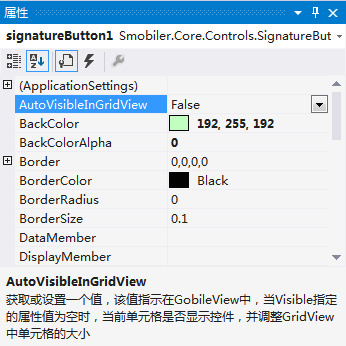 属性
signatureButton1 Smobiler.Core.Controls.SignatureBut
(ApplicationSettings)
AutoVisibleInGridView False
BackColor 192, 255, 192
BackColorAlpha 0
Border 0,0,0,0
BorderColor Black
BorderRadius 0
BorderSize 0.1
DataMember
DisplayMember
AutoVisibleInGridView
获取或设置一个值，该值指示在GobileView中，当Visible指定
的属性值为空时，当前单元格是否显示控件，并调整GridView
中单元格的大小